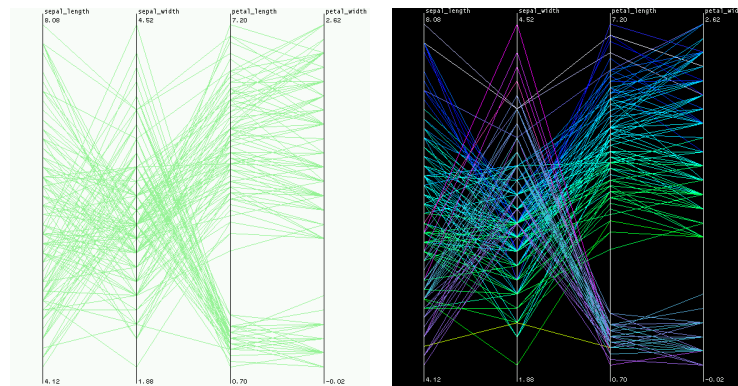 sepal_length sepal_width petal_length petal_width
8.08 4.52 7.20 2.62
4.12 1.88 0.70 -0.02
sepal_length sepal_width petal_length petal_wid
8.08 4.52 7.20 2.62
4.12 1.88 0.70 -0.02